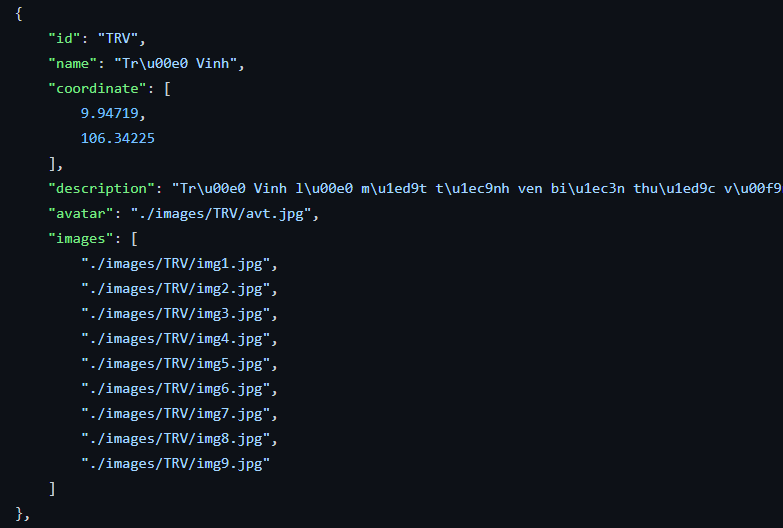 {
    "id": "TRV",
    "name": "Tr\u00e0 Vinh",
    "coordinate": [
        9.94719,
        106.34225
    ],
    "description": "Tr\u00e0 Vinh l\u00e0 m\u1ed9t t\u1ec9nh ven bi\u1ec3n thu\u1ed9c v\u00f9
    "avatar": "./images/TRV/avt.jpg",
    "images": [
        "./images/TRV/img1.jpg",
        "./images/TRV/img2.jpg",
        "./images/TRV/img3.jpg",
        "./images/TRV/img4.jpg",
        "./images/TRV/img5.jpg",
        "./images/TRV/img6.jpg",
        "./images/TRV/img7.jpg",
        "./images/TRV/img8.jpg",
        "./images/TRV/img9.jpg"
    ]
},